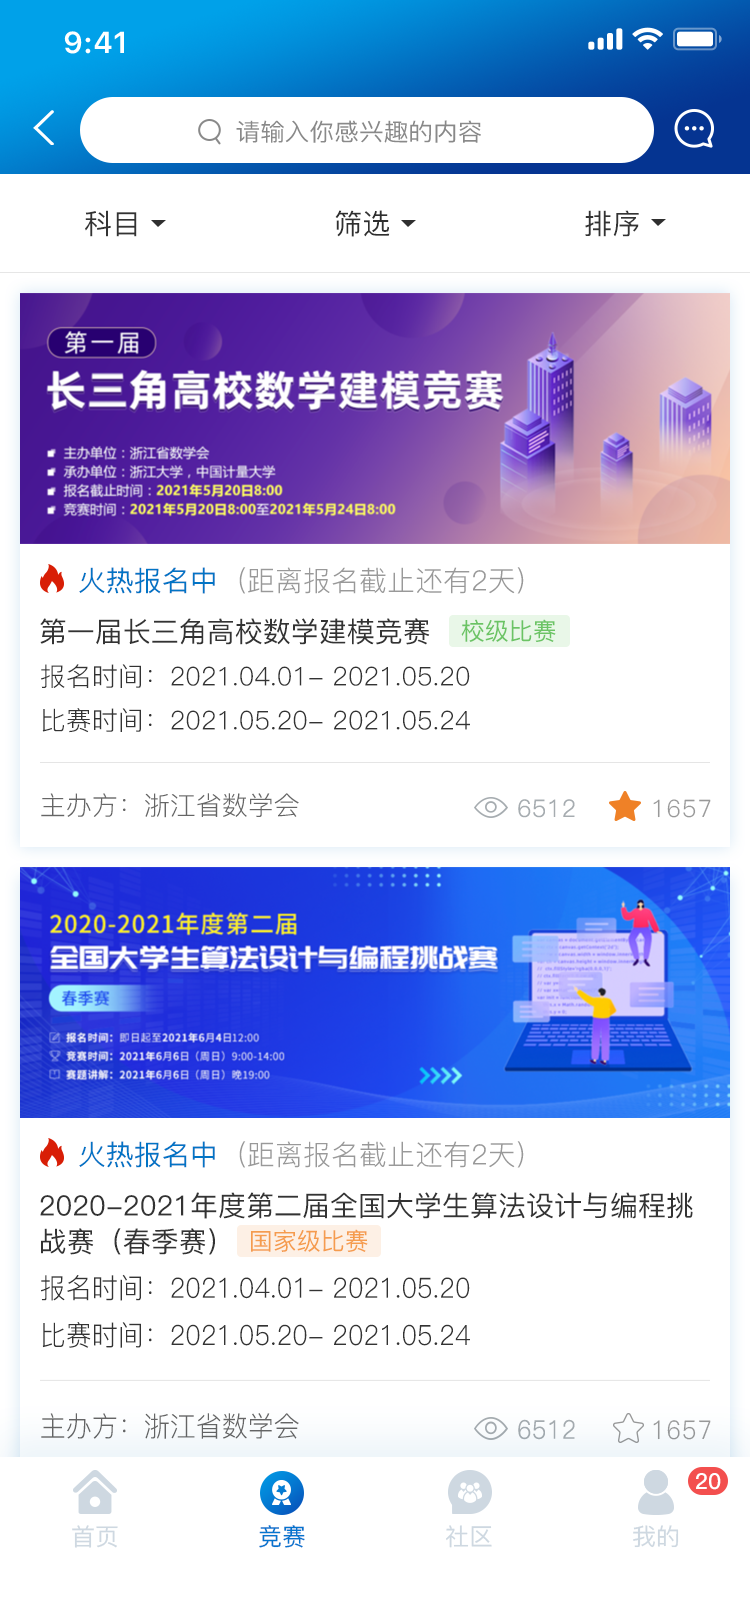 9:41
请输入你感兴趣的内容
科目 筛选 排序
第一届
长三角高校数学建模竞赛
主办单位：浙江省数学会
承办单位：浙江大学，中国计量大学
报名截止时间：2021年5月20日8:00
竞赛时间：2021年5月20日8:00至2021年5月24日8:00
火热报名中（距离报名截止还有2天）
第一届长三角高校数学建模竞赛 校级比赛
报名时间：2021.04.01- 2021.05.20
比赛时间：2021.05.20- 2021.05.24
主办方：浙江省数学会 6512 1657
2020-2021年度第二届
全国大学生算法设计与编程挑战赛
春季赛
报名时间：即日起至2021年6月4日12:00
竞赛时间：2021年6月6日（周日）9:00-14:00
赛题讲解：2021年6月6日（周日）晚19:00
火热报名中（距离报名截止还有2天）
2020-2021年度第二届全国大学生算法设计与编程挑
战赛（春季赛） 国家级比赛
报名时间：2021.04.01- 2021.05.20
比赛时间：2021.05.20- 2021.05.24
主办方：浙江省数学会 6512 1657
20
首页 竞赛 社区 我的